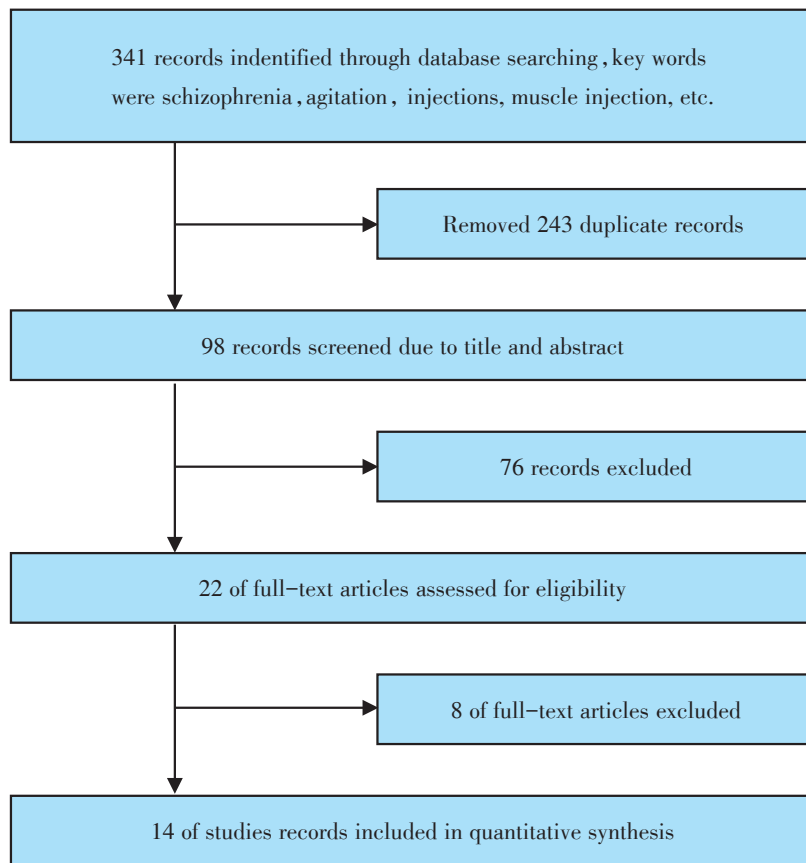 341 records indentified through database searching,key words
were schizophrenia,agitation, injections, muscle injection, etc.
Removed 243 duplicate records
98 records screened due to title and abstract
76 records excluded
22 of full-text articles assessed for eligibility
8 of full-text articles excluded
14 of studies records included in quantitative synthesis